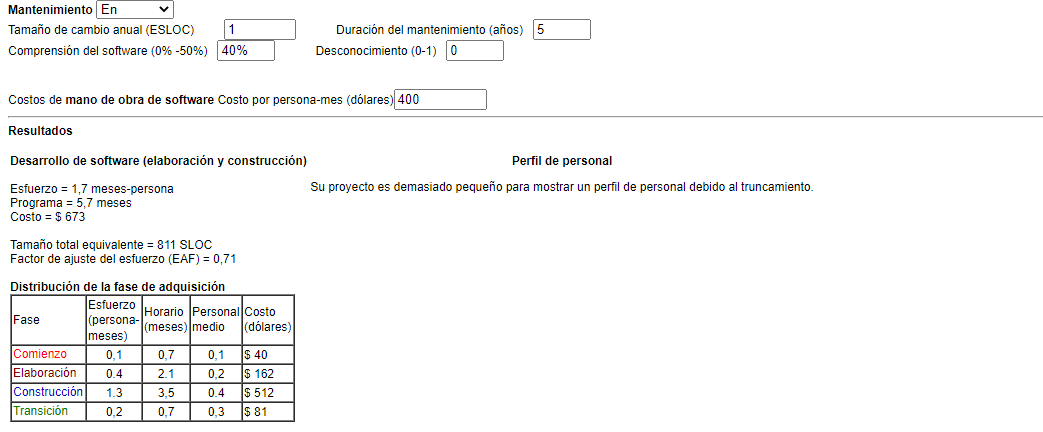 Mantenimiento En
Tamaño de cambio anual (ESLOC) 1 Duración del mantenimiento (años) 5
Comprensión del software (0% -50%) 40% Desconocimiento (0-1) 0
Costos de mano de obra de software Costo por persona-mes (dólares) 400
Resultados
Desarrollo de software (elaboración y construcción) Perfil de personal
Esfuerzo = 1,7 meses-persona Su proyecto es demasiado pequeño para mostrar un perfil de personal debido al truncamiento.
Programa = 5,7 meses
Costo = $ 673
Tamaño total equivalente = 811 SLOC
Factor de ajuste del esfuerzo (EAF) = 0,71
Distribución de la fase de adquisición
Fase Esfuerzo (persona-meses) Horario (meses) Personal medio Costo (dólares)
Comienzo 0,1 0,7 0,1 $ 40
Elaboración 0.4 2.1 0,2 $ 162
Construcción 1.3 3,5 0.4 $ 512
Transición 0,2 0,7 0,3 $ 81